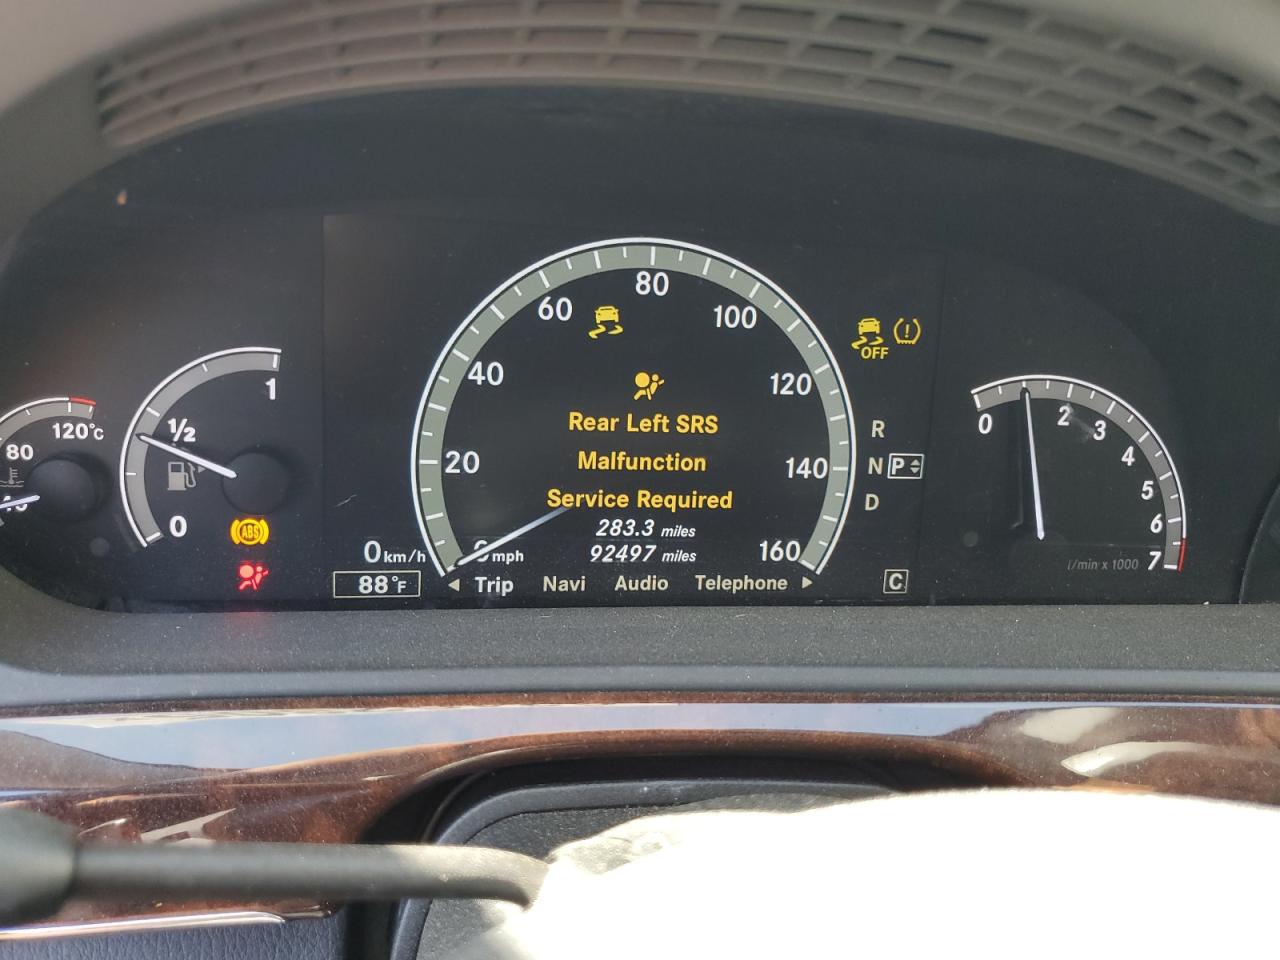 80
60
100
OFF
40
120
1
½
120°c
0
1
2
3
Rear Left SRS
R
80
20
Malfunction
140
N P
4
Service Required
D
5
0
ABS
283.3 miles
6
0 km/h
mph
92497 miles
160
l/min x 1000
7
88°F
Trip Navi Audio Telephone
C